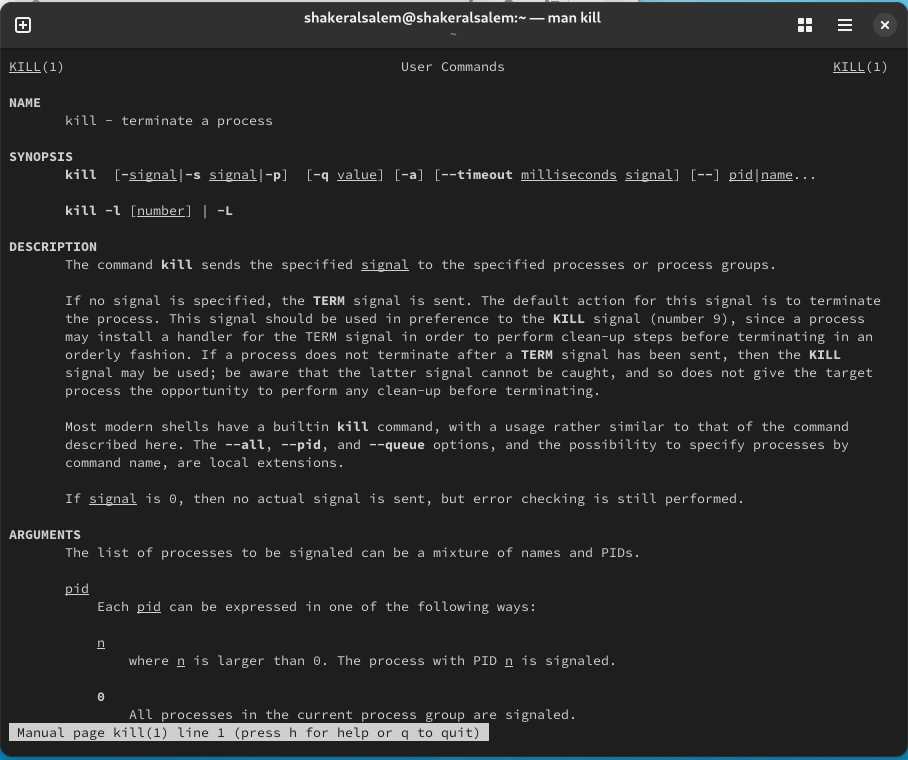 shakeralsalem@shakeralsalem:~ — man kill
~
KILL(1) User Commands KILL(1)
NAME
kill - terminate a process
SYNOPSIS
kill [-signal|-s signal|-p] [-q value] [-a] [--timeout milliseconds signal] [--] pid|name...
kill -l [number] | -L
DESCRIPTION
The command kill sends the specified signal to the specified processes or process groups.
If no signal is specified, the TERM signal is sent. The default action for this signal is to terminate
the process. This signal should be used in preference to the KILL signal (number 9), since a process
may install a handler for the TERM signal in order to perform clean-up steps before terminating in an
orderly fashion. If a process does not terminate after a TERM signal has been sent, then the KILL
signal may be used; be aware that the latter signal cannot be caught, and so does not give the target
process the opportunity to perform any clean-up before terminating.
Most modern shells have a builtin kill command, with a usage rather similar to that of the command
described here. The --all, --pid, and --queue options, and the possibility to specify processes by
command name, are local extensions.
If signal is 0, then no actual signal is sent, but error checking is still performed.
ARGUMENTS
The list of processes to be signaled can be a mixture of names and PIDs.
pid
Each pid can be expressed in one of the following ways:
n
where n is larger than 0. The process with PID n is signaled.
0
All processes in the current process group are signaled.
Manual page kill(1) line 1 (press h for help or q to quit)